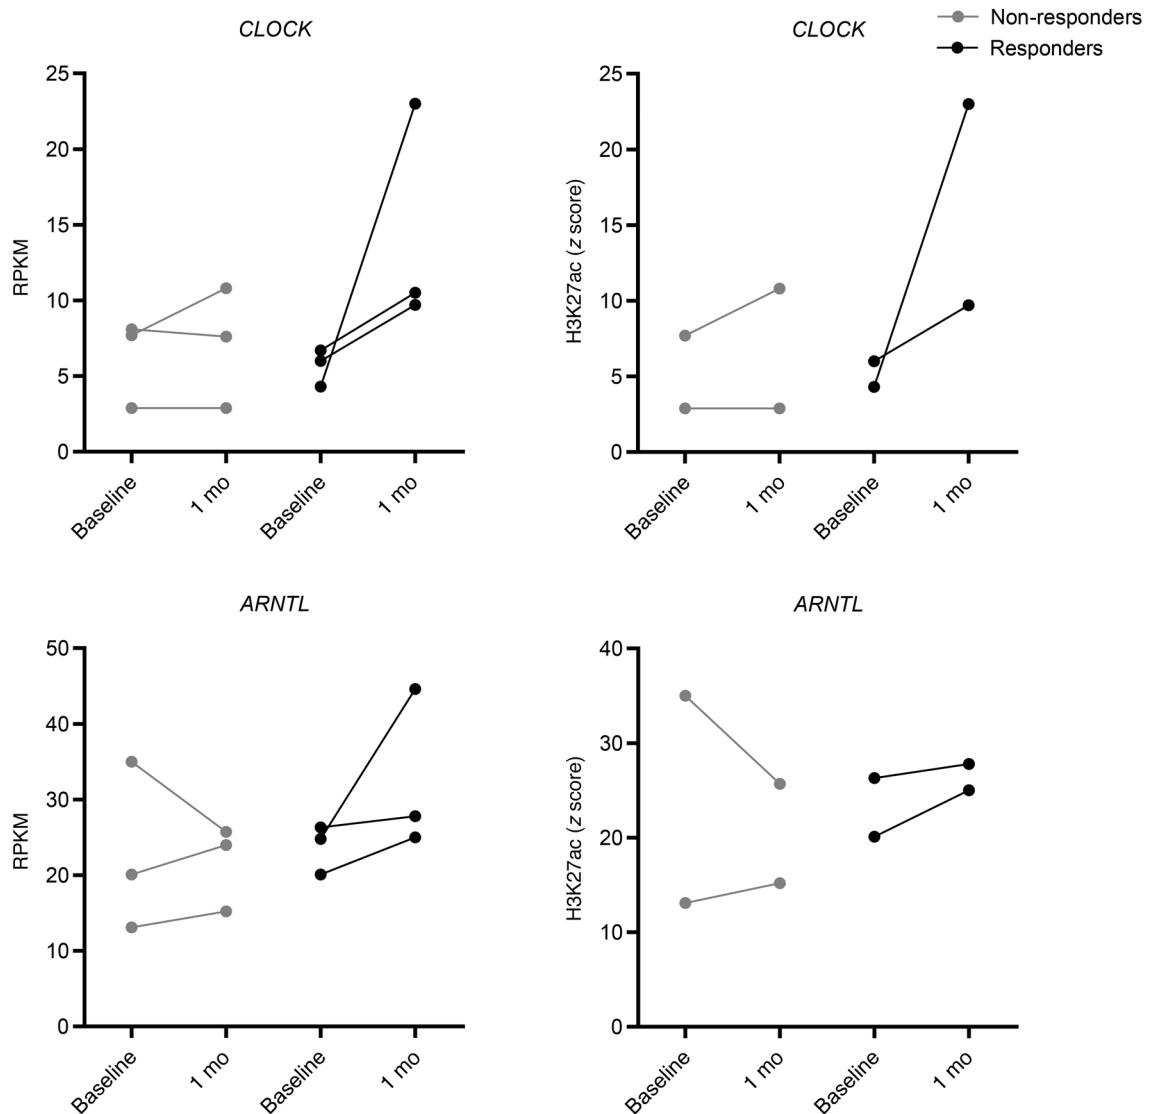 CLOCK
CLOCK
Non-responders
Responders
25
20
15
10
5
0
RPKM
Baseline
1 mo
Baseline
1 mo
25
20
15
10
5
0
H3K27ac (z score)
Baseline
1 mo
Baseline
1 mo
ARNTL
50
40
30
20
10
0
RPKM
Baseline
1 mo
Baseline
1 mo
ARNTL
40
30
20
10
0
H3K27ac (z score)
Baseline
1 mo
Baseline
1 mo